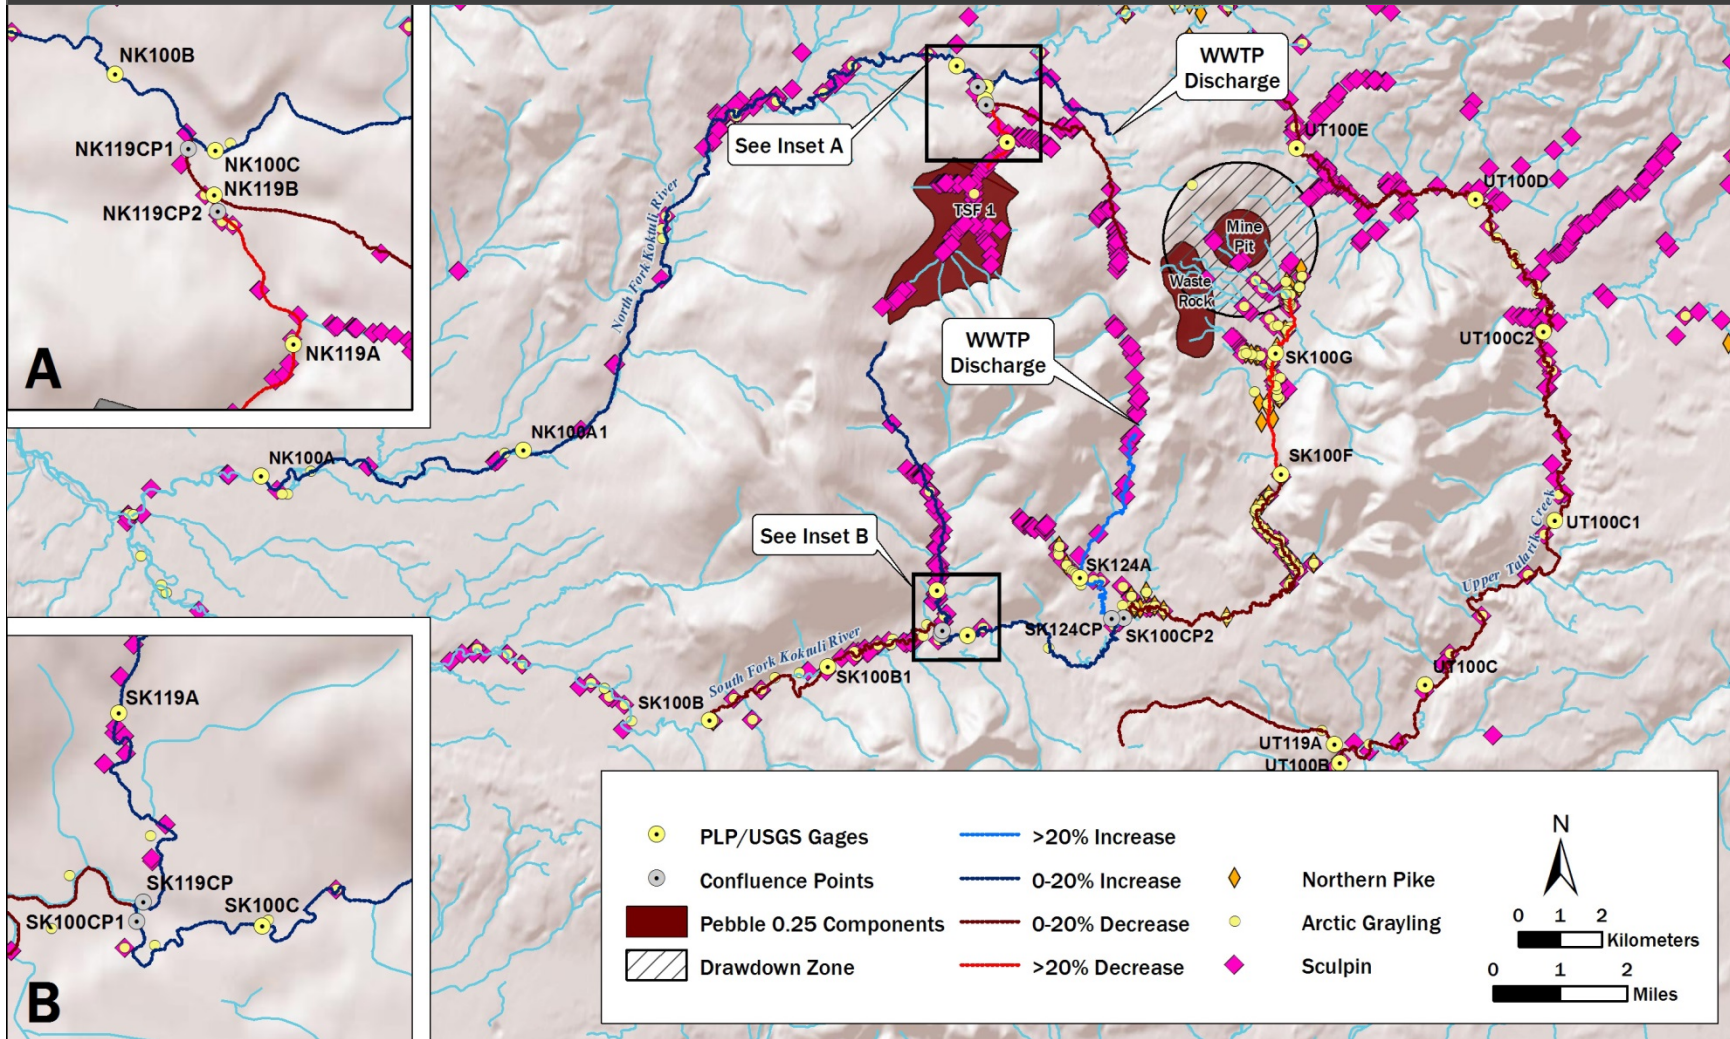 NK100B
NK119CP1
NK100C
NK119B
NK119CP2
NK119A
A
WWTP
Discharge
See Inset A
UT100E
UT100D
TSF 1
Mine
Pit
Waste
Rock
North Fork Koktuli River
WWTP
Discharge
SK100G
UT100C2
NK100A1
NK100A
SK100F
See Inset B
UT100C1
Upper Talarik Creek
SK124A
SK124CP
SK100CP2
South Fork Koktuli River
SK100B1
SK100B
UT100C
UT119A
UT100B
SK119A
SK119CP
SK100CP1
SK100C
B
PLP/USGS Gages
Confluence Points
Pebble 0.25 Components
Drawdown Zone
>20% Increase
0-20% Increase
0-20% Decrease
>20% Decrease
Northern Pike
Arctic Grayling
Sculpin
N
0 1 2
Kilometers
0 1 2
Miles